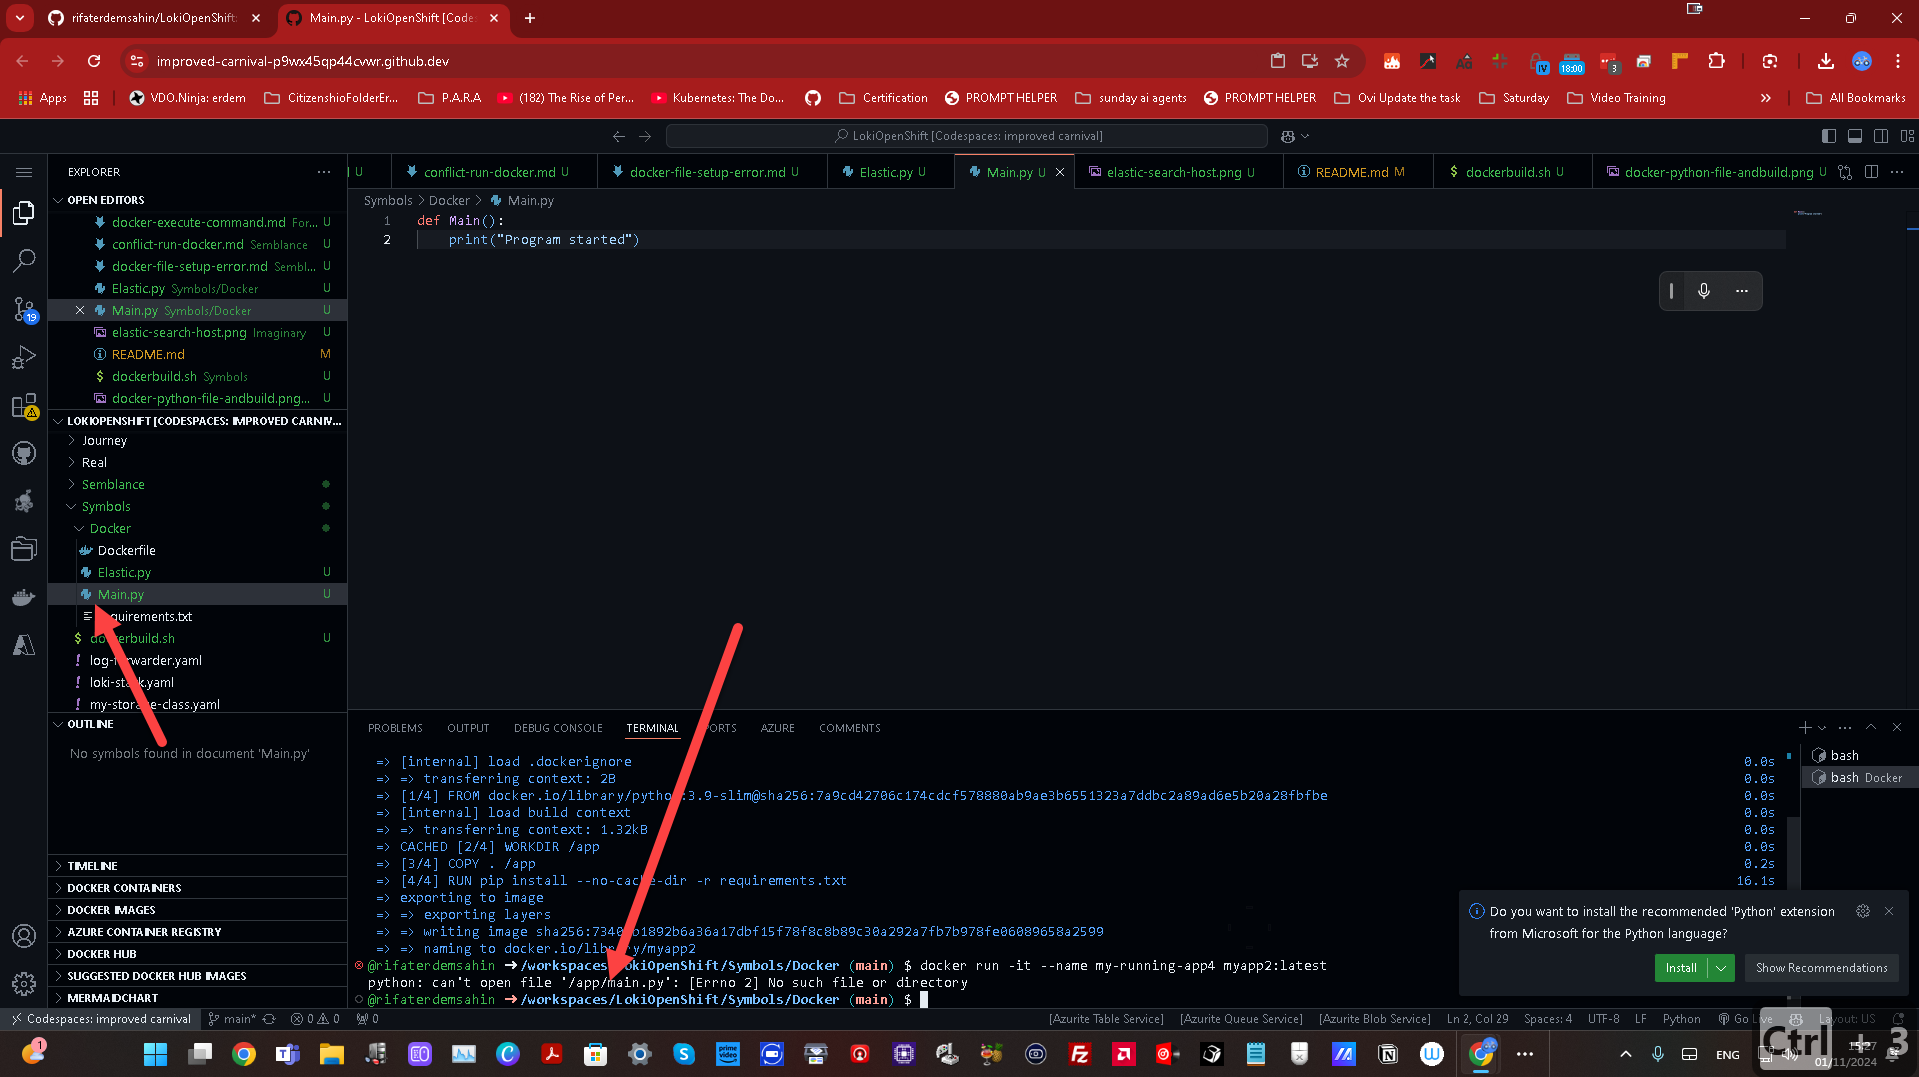 rifaterdemsahin/LokiOpenShift
Main.py - LokiOpenShift [Code
improved-carnival-p9wx45qp44cvwr.github.dev
IV
18:00
3
Apps
VDO.Ninja: erdem
CitizenshioFolderEr...
P.A.R.A
(182) The Rise of Per...
Kubernetes: The Do...
Certification
PROMPT HELPER
sunday ai agents
PROMPT HELPER
Ovi Update the task
Saturday
Video Training
All Bookmarks
LokiOpenShift [Codespaces: improved carnival]
EXPLORER
U
conflict-run-docker.md U
docker-file-setup-error.md U
Elastic.py U
Main.py U
elastic-search-host.png U
README.md M
dockerbuild.sh U
docker-python-file-andbuild.png U
OPEN EDITORS
docker-execute-command.md For... U
conflict-run-docker.md Semblance U
docker-file-setup-error.md Sembl... U
Elastic.py Symbols/Docker U
Main.py Symbols/Docker U
elastic-search-host.png Imaginary U
README.md M
dockerbuild.sh Symbols U
docker-python-file-andbuild.png... U
19
Symbols > Docker > Main.py
1 def Main():
2 print("Program started")
LOKIOPENSHIFT [CODESPACES: IMPROVED CARNIV...
Journey
Real
Semblance
Symbols
Docker
Dockerfile
Elastic.py U
Main.py U
quirements.txt
dockerbuild.sh U
log-forwarder.yaml
loki-stack.yaml
my-storage-class.yaml
OUTLINE
No symbols found in document 'Main.py'
TIMELINE
DOCKER CONTAINERS
DOCKER IMAGES
AZURE CONTAINER REGISTRY
DOCKER HUB
SUGGESTED DOCKER HUB IMAGES
MERMAIDCHART
PROBLEMS OUTPUT DEBUG CONSOLE TERMINAL PORTS AZURE COMMENTS
=> [internal] load .dockerignore 0.0s
=> => transferring context: 2B 0.0s
=> [1/4] FROM docker.io/library/python:3.9-slim@sha256:7a9cd42706c174cdcf578880ab9ae3b6551323a7ddbc2a89ad6e5b20a28fbfbe 0.0s
=> [internal] load build context 0.0s
=> => transferring context: 1.32kB 0.0s
=> CACHED [2/4] WORKDIR /app 0.0s
=> [3/4] COPY . /app 0.2s
=> [4/4] RUN pip install --no-cache-dir -r requirements.txt 16.1s
=> exporting to image
=> => exporting layers
=> => writing image
=> => naming to docker.io/library/myapp2
@rifaterdemsahin ➜/workspaces/LokiOpenShift/Symbols/Docker (main) $ docker run -it --name my-running-app4 myapp2:latest
python: can't open file '/app/main.py': [Errno 2] No such file or directory
@rifaterdemsahin ➜/workspaces/LokiOpenShift/Symbols/Docker (main) $
bash
bash Docker
Do you want to install the recommended 'Python' extension
from Microsoft for the Python language?
Install
Show Recommendations
Codespaces: improved carnival
main*
0 0
0
[Azurite Table Service]
[Azurite Queue Service]
[Azurite Blob Service]
Ln 2, Col 29
Spaces: 4
UTF-8
LF
Python
Go Live
Layout: US
1
ENG
01/11/2024
Ctrl + 3